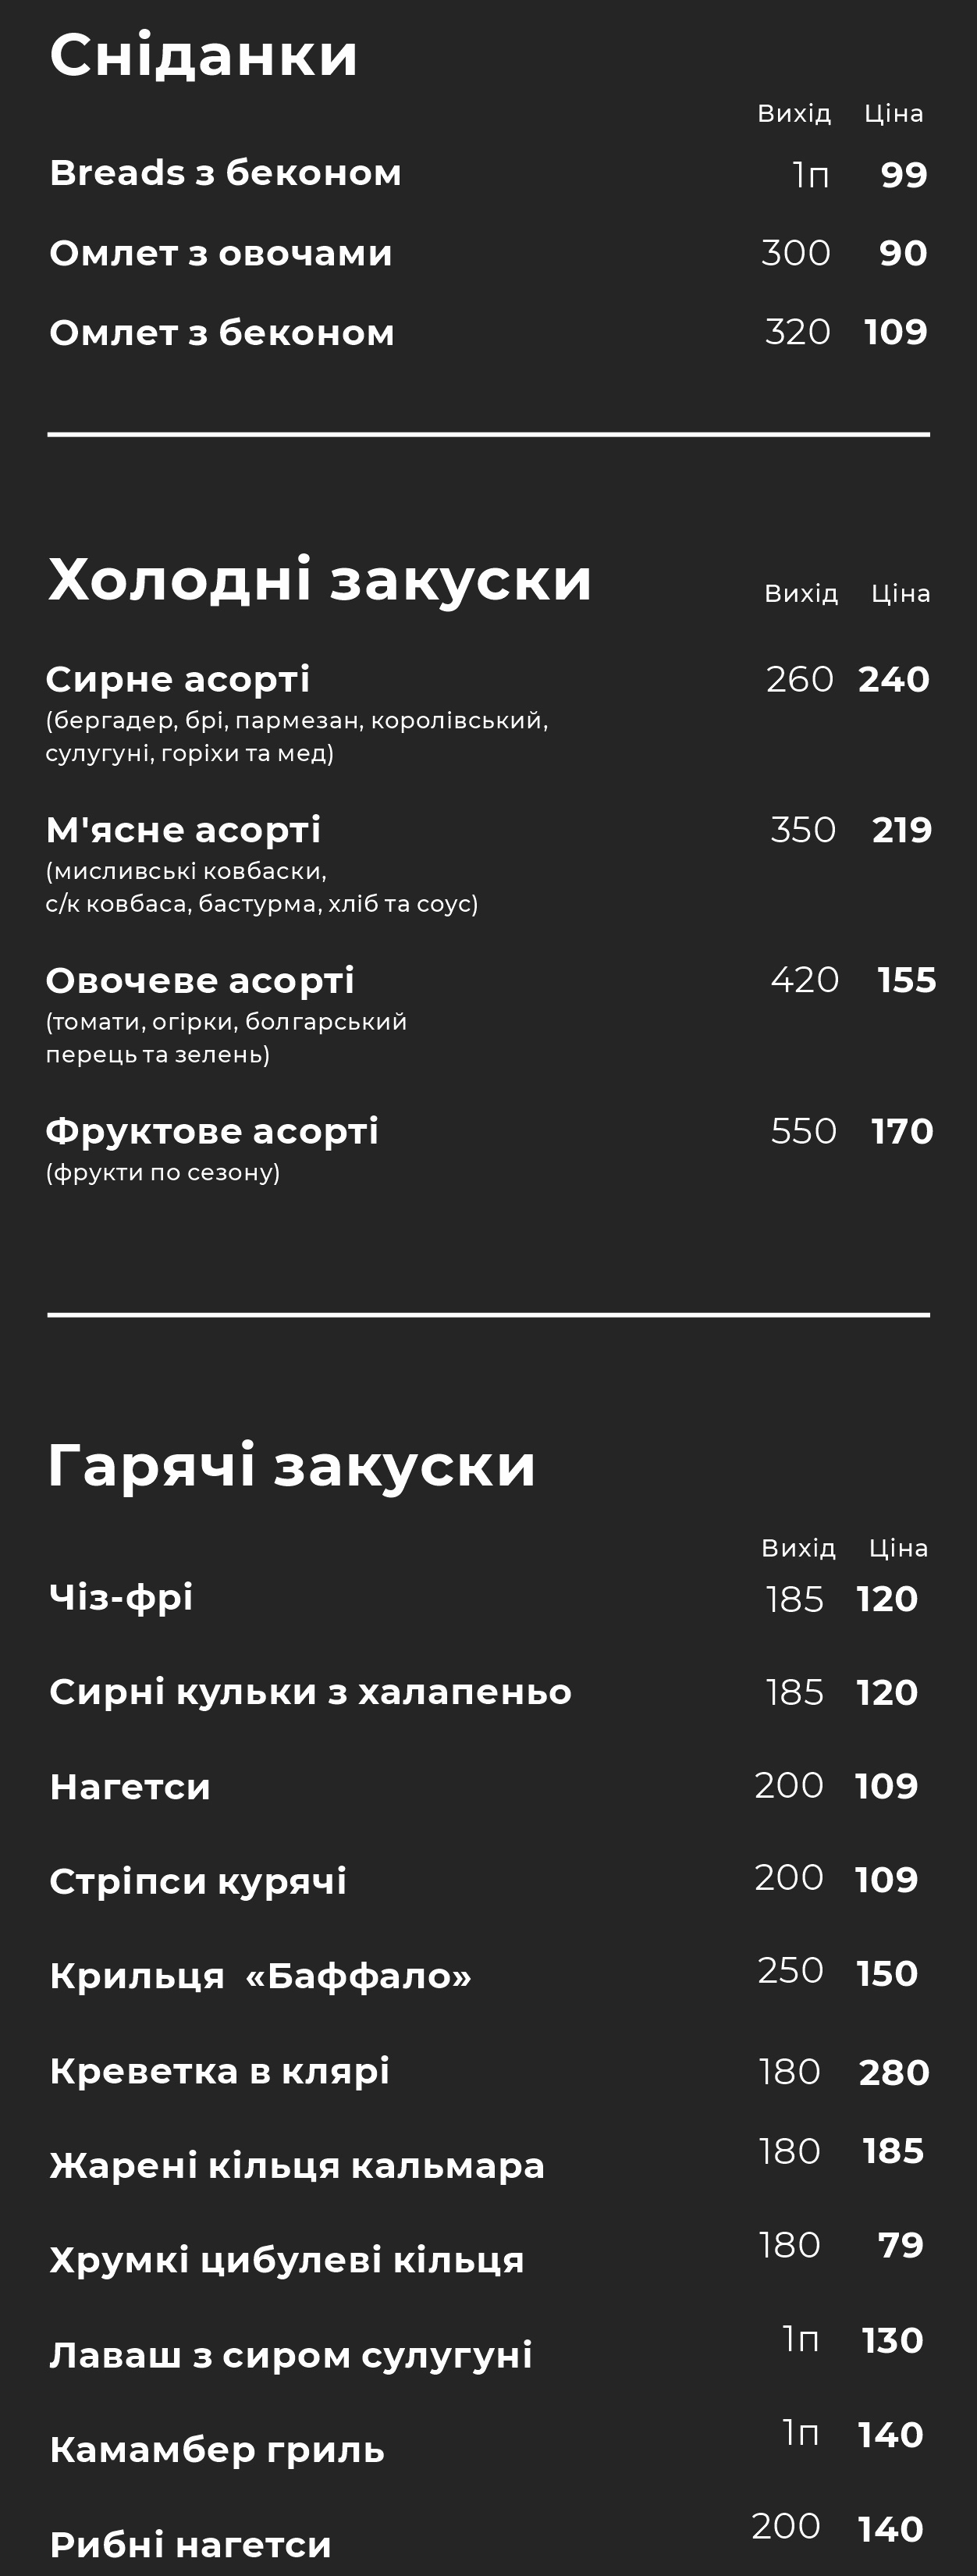 Сніданки
Вихід Ціна
Breads з беконом 1п 99
Омлет з овочами 300 90
Омлет з беконом 320 109
Холодні закуски Вихід Ціна
Сирне асорті 260 240
(бергадер, брі, пармезан, королівський,
сулугуні, горіхи та мед)
М'ясне асорті 350 219
(мисливські ковбаски,
с/к ковбаса, бастурма, хліб та соус)
Овочеве асорті 420 155
(томати, огірки, болгарський
перець та зелень)
Фруктове асорті 550 170
(фрукти по сезону)
Гарячі закуски
Вихід Ціна
Чіз-фрі 185 120
Сирні кульки з халапеньо 185 120
Нагетси 200 109
Стріпси курячі 200 109
Крильця «Баффало» 250 150
Креветка в клярі 180 280
Жарені кільця кальмара 180 185
Хрумкі цибулеві кільця 180 79
Лаваш з сиром сулугуні 1п 130
Камамбер гриль 1п 140
Рибні нагетси 200 140